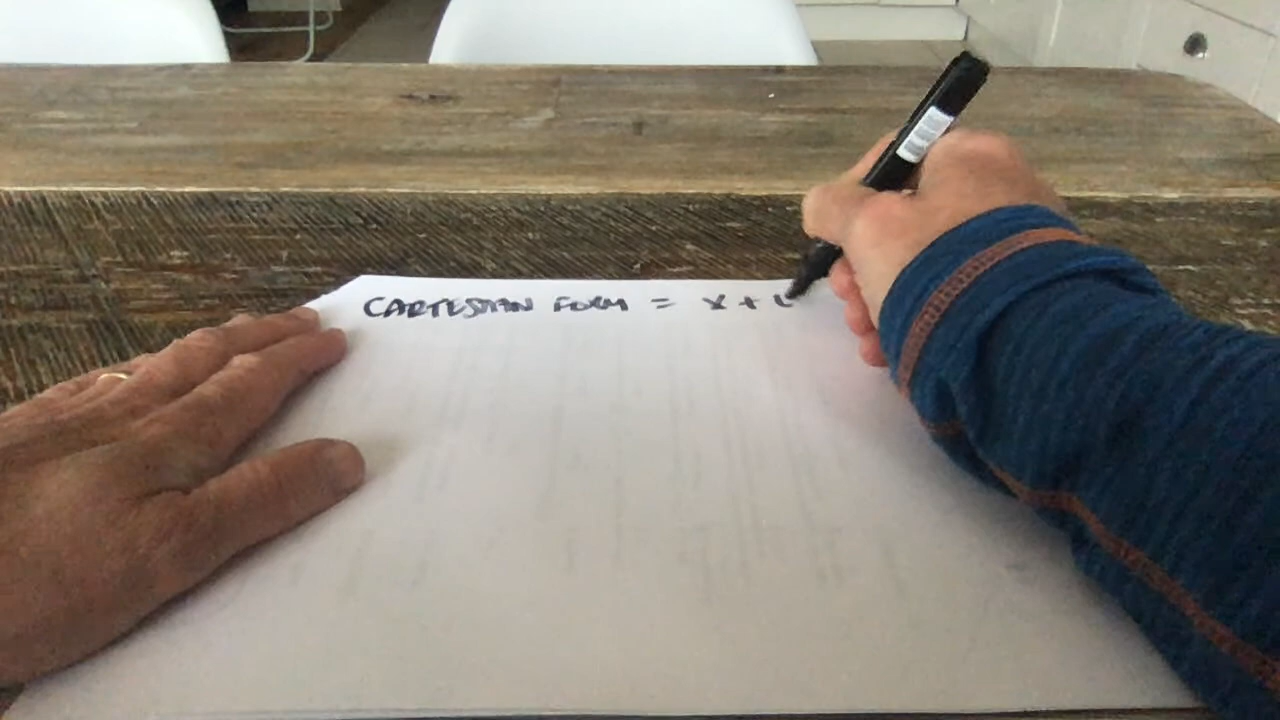 CARTESIAN FORM = x + i